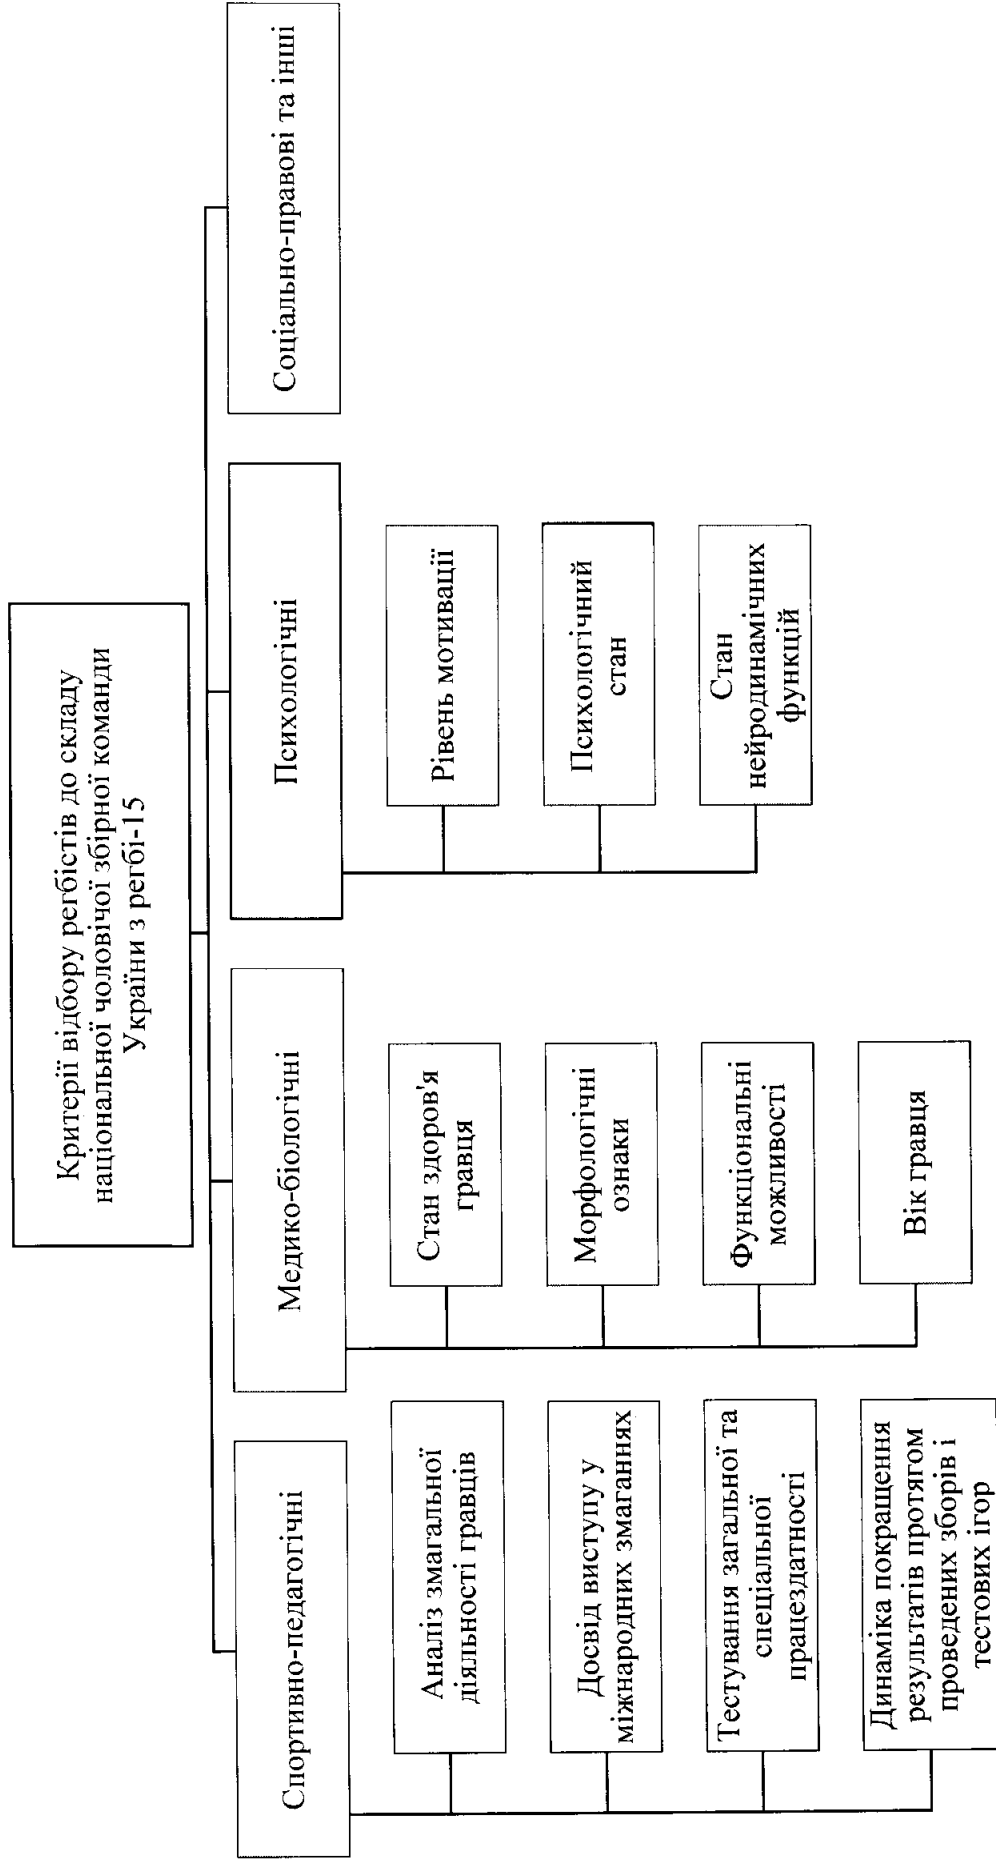 Критерії відбору регбістів до складу
національної чоловічої збірної команди
України з регбі-15
Спортивно-педагогічні
Аналіз змагальної
діяльності гравців
Досвід виступу у
міжнародних змаганнях
Тестування загальної та
спеціальної
працездатності
Динаміка покращення
результатів протягом
проведених зборів і
тестових ігор
Медико-біологічні
Стан здоров'я
гравця
Морфологічні
ознаки
Функціональні
можливості
Вік гравця
Психологічні
Рівень мотивації
Психологічний
стан
Стан
нейродинамічних
функцій
Соціально-правові та інші